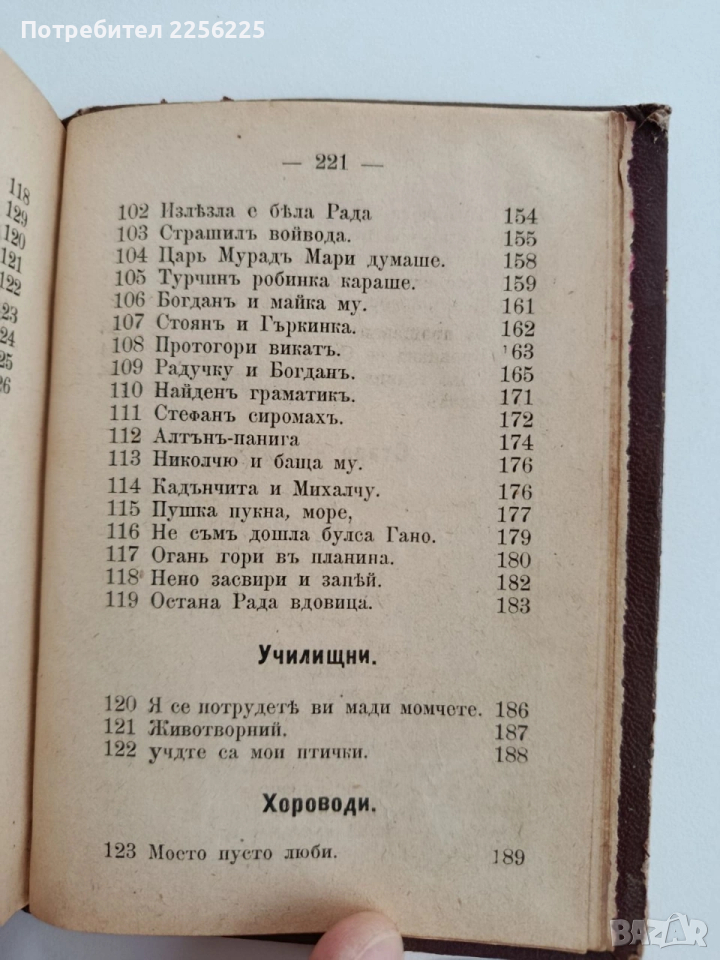 Потребител 2256225
— 221 —
118
129
120
121
122
123
24
25
26
102 Излѣзла е бѣла Рада 154
103 Страшилъ войвода. 155
104 Царь Мурадъ Мари думаше. 158
105 Турчинъ робинка караше. 159
106 Богданъ и майка му. 161
107 Стоянъ и Гъркинка. 162
108 Протогори викатъ. 163
109 Радучку и Богданъ. 165
110 Найденъ граматикъ. 171
111 Стефанъ сиромахъ. 172
112 Алтънъ-панига 174
113 Николчю и баща му. 176
114 Кадънчита и Михалчу. 176
115 Пушка пукна, море, 177
116 Не съмъ дошла булса Гано. 179
117 Огань гори въ планина. 180
118 Нено засвири и запѣй. 182
119 Остана Рада вдовица. 183
Училищни.
120 Я се потрудетѣ ви мади момчете. 186
121 Животворний. 187
122 учдте са мои птички. 188
Хороводи.
123 Мосто пусто люби. 189
BAZAR